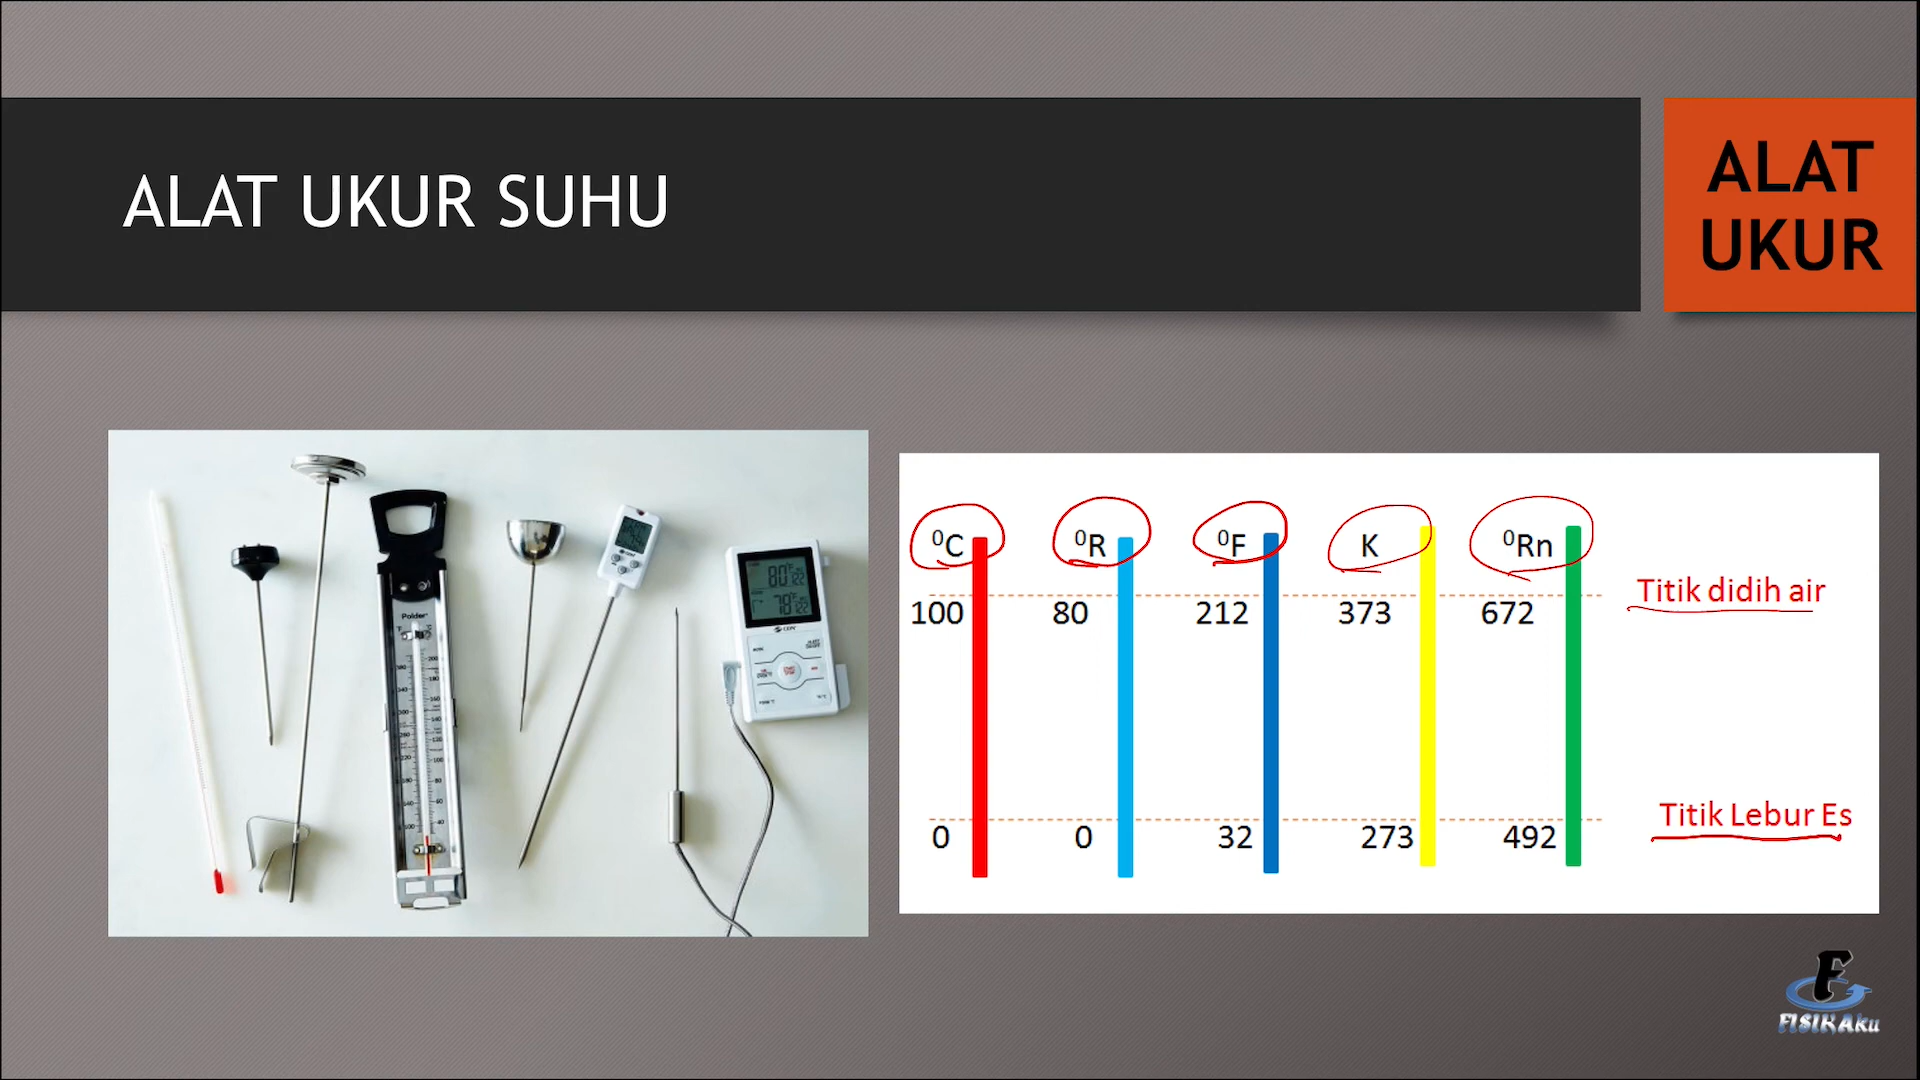 ALAT UKUR SUHU
ALAT
UKUR
Polder
⁰C ⁰R ⁰F K ⁰Rn
Titik didih air
100 80 212 373 672
Titik Lebur Es
0 0 32 273 492
FISIKAku